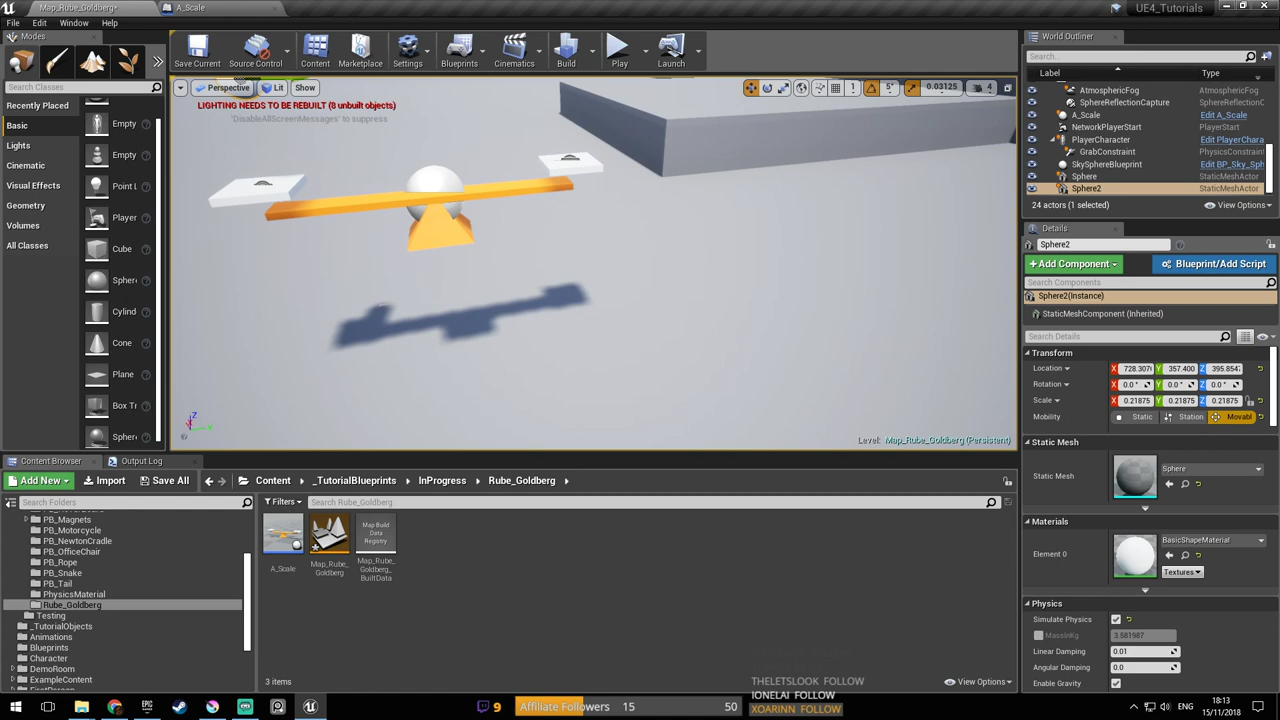 Map_Rube_Goldberg*
A_Scale
UE4_Tutorials
File Edit Window Help
Modes
Search Classes
Recently Placed
Basic
Lights
Cinematic
Visual Effects
Geometry
Volumes
All Classes
Empty
Empty
Point L
Player
Cube
Spher
Cylind
Cone
Plane
Box Tr
Spher
Save Current
Source Control
Content
Marketplace
Settings
Blueprints
Cinematics
Build
Play
Launch
Perspective Lit Show
1 5° 0.03125 4
LIGHTING NEEDS TO BE REBUILT (8 unbuilt objects)
'DisableAllScreenMessages' to suppress
Z
Y
Level: Map_Rube_Goldberg (Persistent)
World Outliner
Search...
Label Type
AtmosphericFog AtmosphericFog
SphereReflectionCapture SphereReflectionC
A_Scale Edit A_Scale
NetworkPlayerStart PlayerStart
PlayerCharacter Edit PlayerChara
GrabConstraint PhysicsConstrain
SkySphereBlueprint Edit BP_Sky_Sph
Sphere StaticMeshActor
Sphere2 StaticMeshActor
24 actors (1 selected) View Options
Details
Sphere2
Add Component Blueprint/Add Script
Search Components
Sphere2(Instance)
StaticMeshComponent (Inherited)
Search Details
Transform
Location X 728.307 Y 357.400 Z 395.854
Rotation X 0.0° Y 0.0° Z 0.0°
Scale X 0.21875 Y 0.21875 Z 0.21875
Mobility Static Station Movabl
Static Mesh
Static Mesh Sphere
Materials
Element 0 BasicShapeMaterial
Textures
Physics
Simulate Physics
MassInKg 3.581987
Linear Damping 0.01
Angular Damping 0.0
Enable Gravity
Content Browser Output Log
Add New Import Save All Content _TutorialBlueprints InProgress Rube_Goldberg
Search Folders
Filters Search Rube_Goldberg
PB_Magnets
PB_Motorcycle
PB_NewtonCradle
PB_OfficeChair
PB_Rope
PB_Snake
PB_Tail
PhysicsMaterial
Rube_Goldberg
Testing
_TutorialObjects
Animations
Blueprints
Character
DemoRoom
ExampleContent
Map Build
Data
Registry
A_Scale
Map_Rube_
Goldberg
Map_Rube_
Goldberg_
BuiltData
3 items
View Options
THELETSLOOK FOLLOW
IONELAI FOLLOW
XOARINN FOLLOW
9 Affiliate Followers 15 50
18:13
15/11/2018